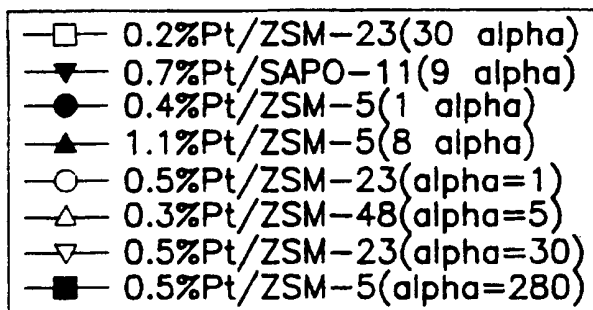 0.2%Pt/ZSM-23(30 alpha)
0.7%Pt/SAPO-11(9 alpha)
0.4%Pt/ZSM-5(1 alpha)
1.1%Pt/ZSM-5(8 alpha)
0.5%Pt/ZSM-23(alpha=1)
0.3%Pt/ZSM-48(alpha=5)
0.5%Pt/ZSM-23(alpha=30)
0.5%Pt/ZSM-5(alpha=280)